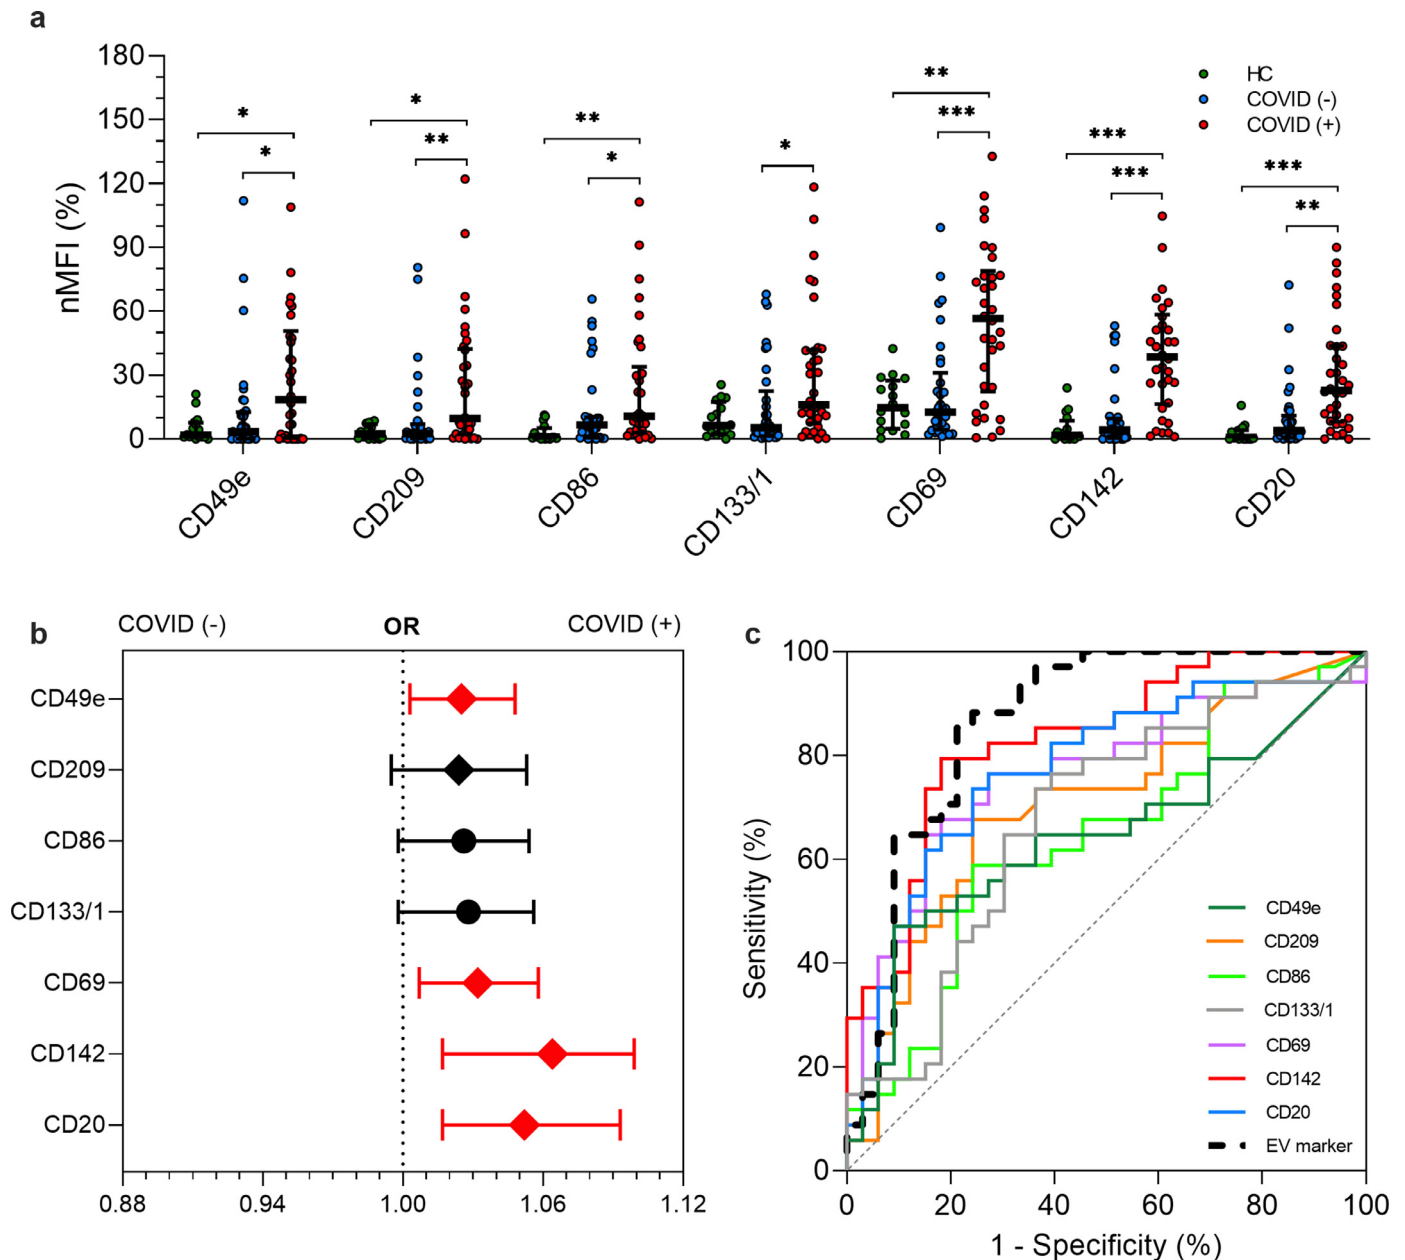 a
180
150
120
90
60
30
0
nMFI (%)
HC
COVID (-)
COVID (+)
*
*
*
**
**
*
*
**
***
***
***
***
**
CD49e
CD209
CD86
CD133/1
CD69
CD142
CD20
b
COVID (-)
OR
COVID (+)
CD49e
CD209
CD86
CD133/1
CD69
CD142
CD20
0.88
0.94
1.00
1.06
1.12
c
100
80
60
40
20
0
Sensitivity (%)
CD49e
CD209
CD86
CD133/1
CD69
CD142
CD20
EV marker
0
20
40
60
80
100
1 - Specificity (%)